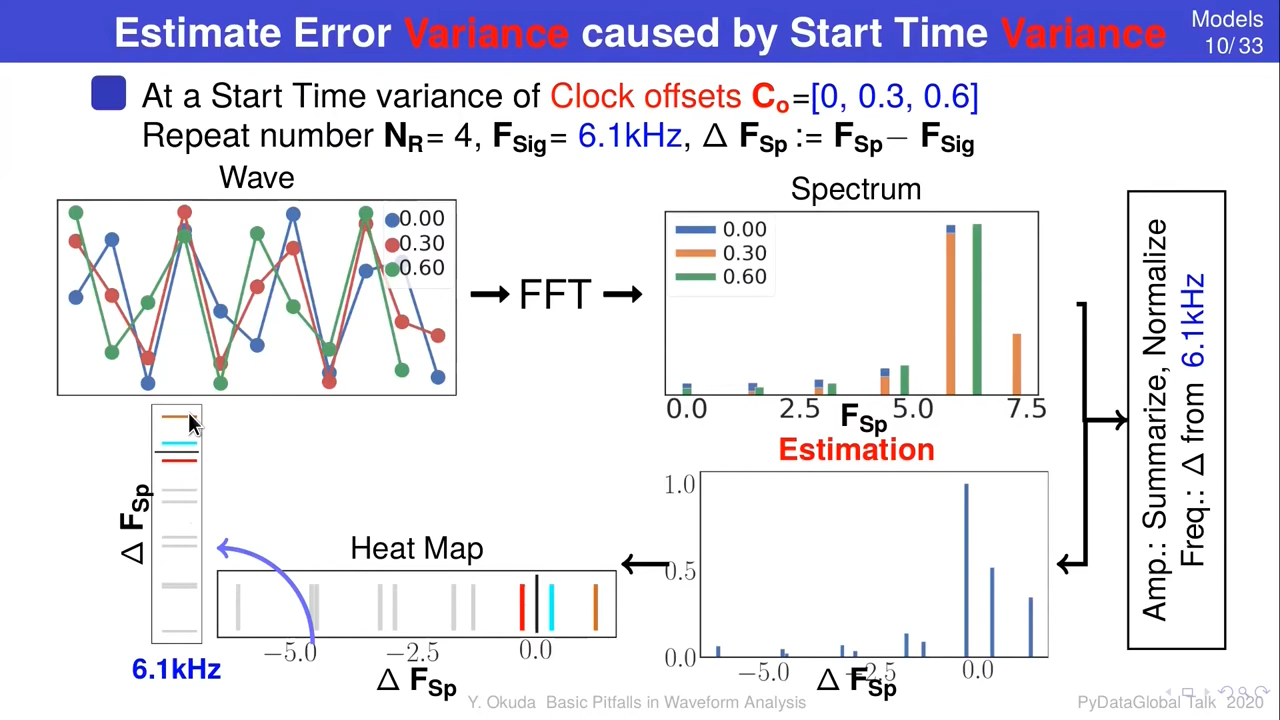 Estimate Error Variance caused by Start Time Variance
Models
10/33
At a Start Time variance of Clock offsets Co=[0, 0.3, 0.6]
Repeat number NR= 4, FSig= 6.1kHz, Δ FSp := FSp− FSig
Wave
0.00
0.30
0.60
FFT
Spectrum
0.00
0.30
0.60
0.0 2.5 5.0 7.5
FSp
Amp.: Summarize, Normalize
Freq.: Δ from 6.1kHz
Estimation
1.0
0.5
0.0
−5.0 −2.5 0.0
Δ FSp
Heat Map
−5.0 −2.5 0.0
Δ FSp
Δ FSp
6.1kHz
Y. Okuda Basic Pitfalls in Waveform Analysis
PyDataGlobal Talk 2020